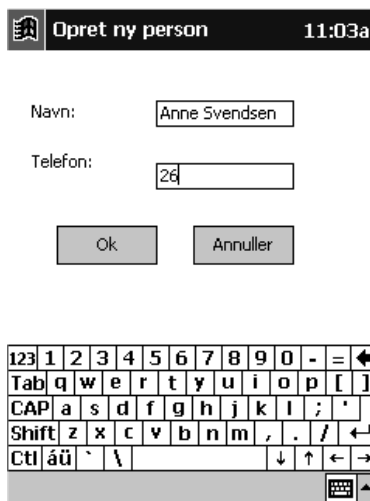 Opret ny person 11:03a
Navn: Anne Svendsen
Telefon: 26
Ok Annuller
123 1 2 3 4 5 6 7 8 9 0 - =
Tab q w e r t y u i o p [ ]
CAP a s d f g h j k l ; '
Shift z x c v b n m , . /
Ctl áü ` \ ↓ ↑ ← →